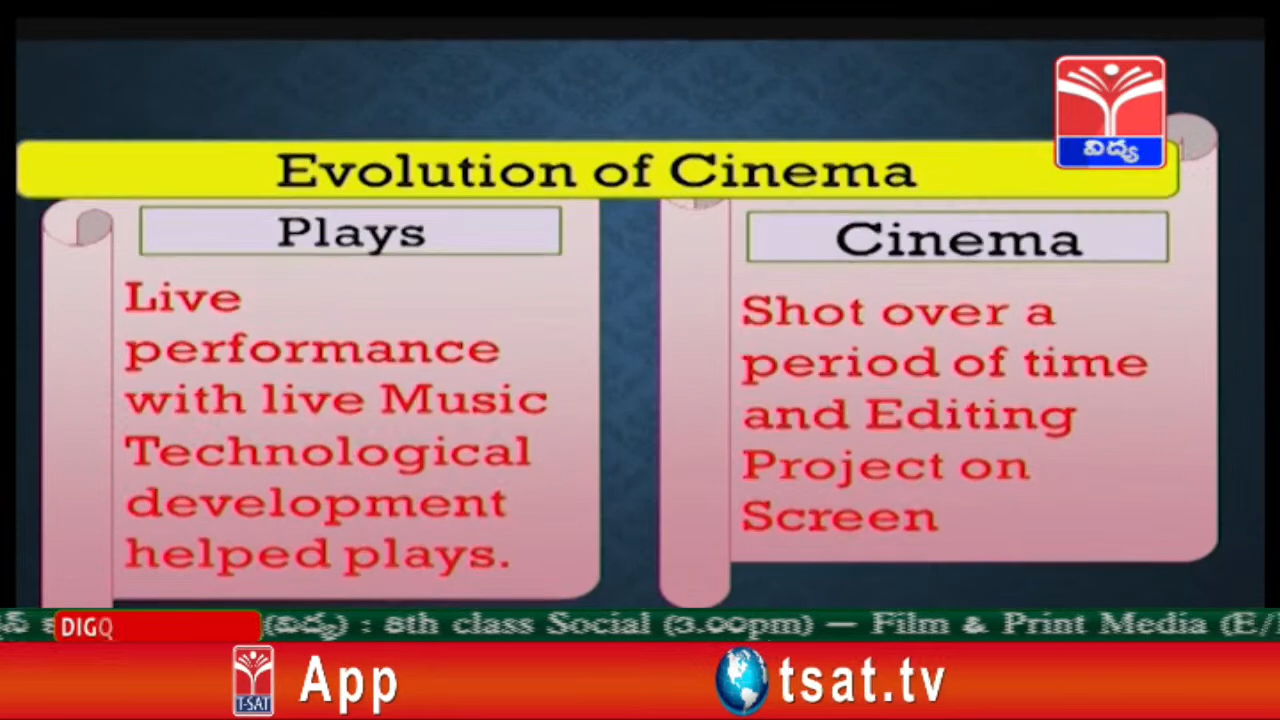 విద్య
Evolution of Cinema
Plays
Live
performance
with live Music
Technological
development
helped plays.
Cinema
Shot over a
period of time
and Editing
Project on
Screen
DIGQ
(విద్య) : 8th class Social (3.00pm) – Film & Print Media (E/
T-SAT App
tsat.tv